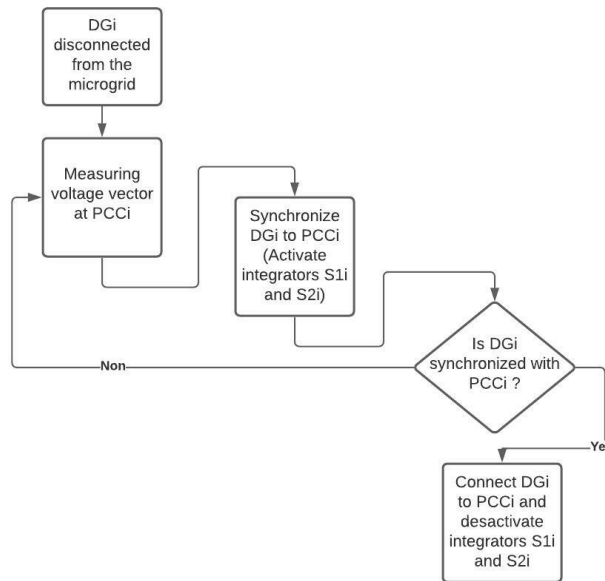 DGi
disconnected
from the
microgrid
Measuring
voltage vector
at PCCi
Synchronize
DGi to PCCi
(Activate
integrators S1i
and S2i)
Is DGi
synchronized with
PCCi ?
Non
Ye
Connect DGi
to PCCi and
desactivate
integrators S1i
and S2i